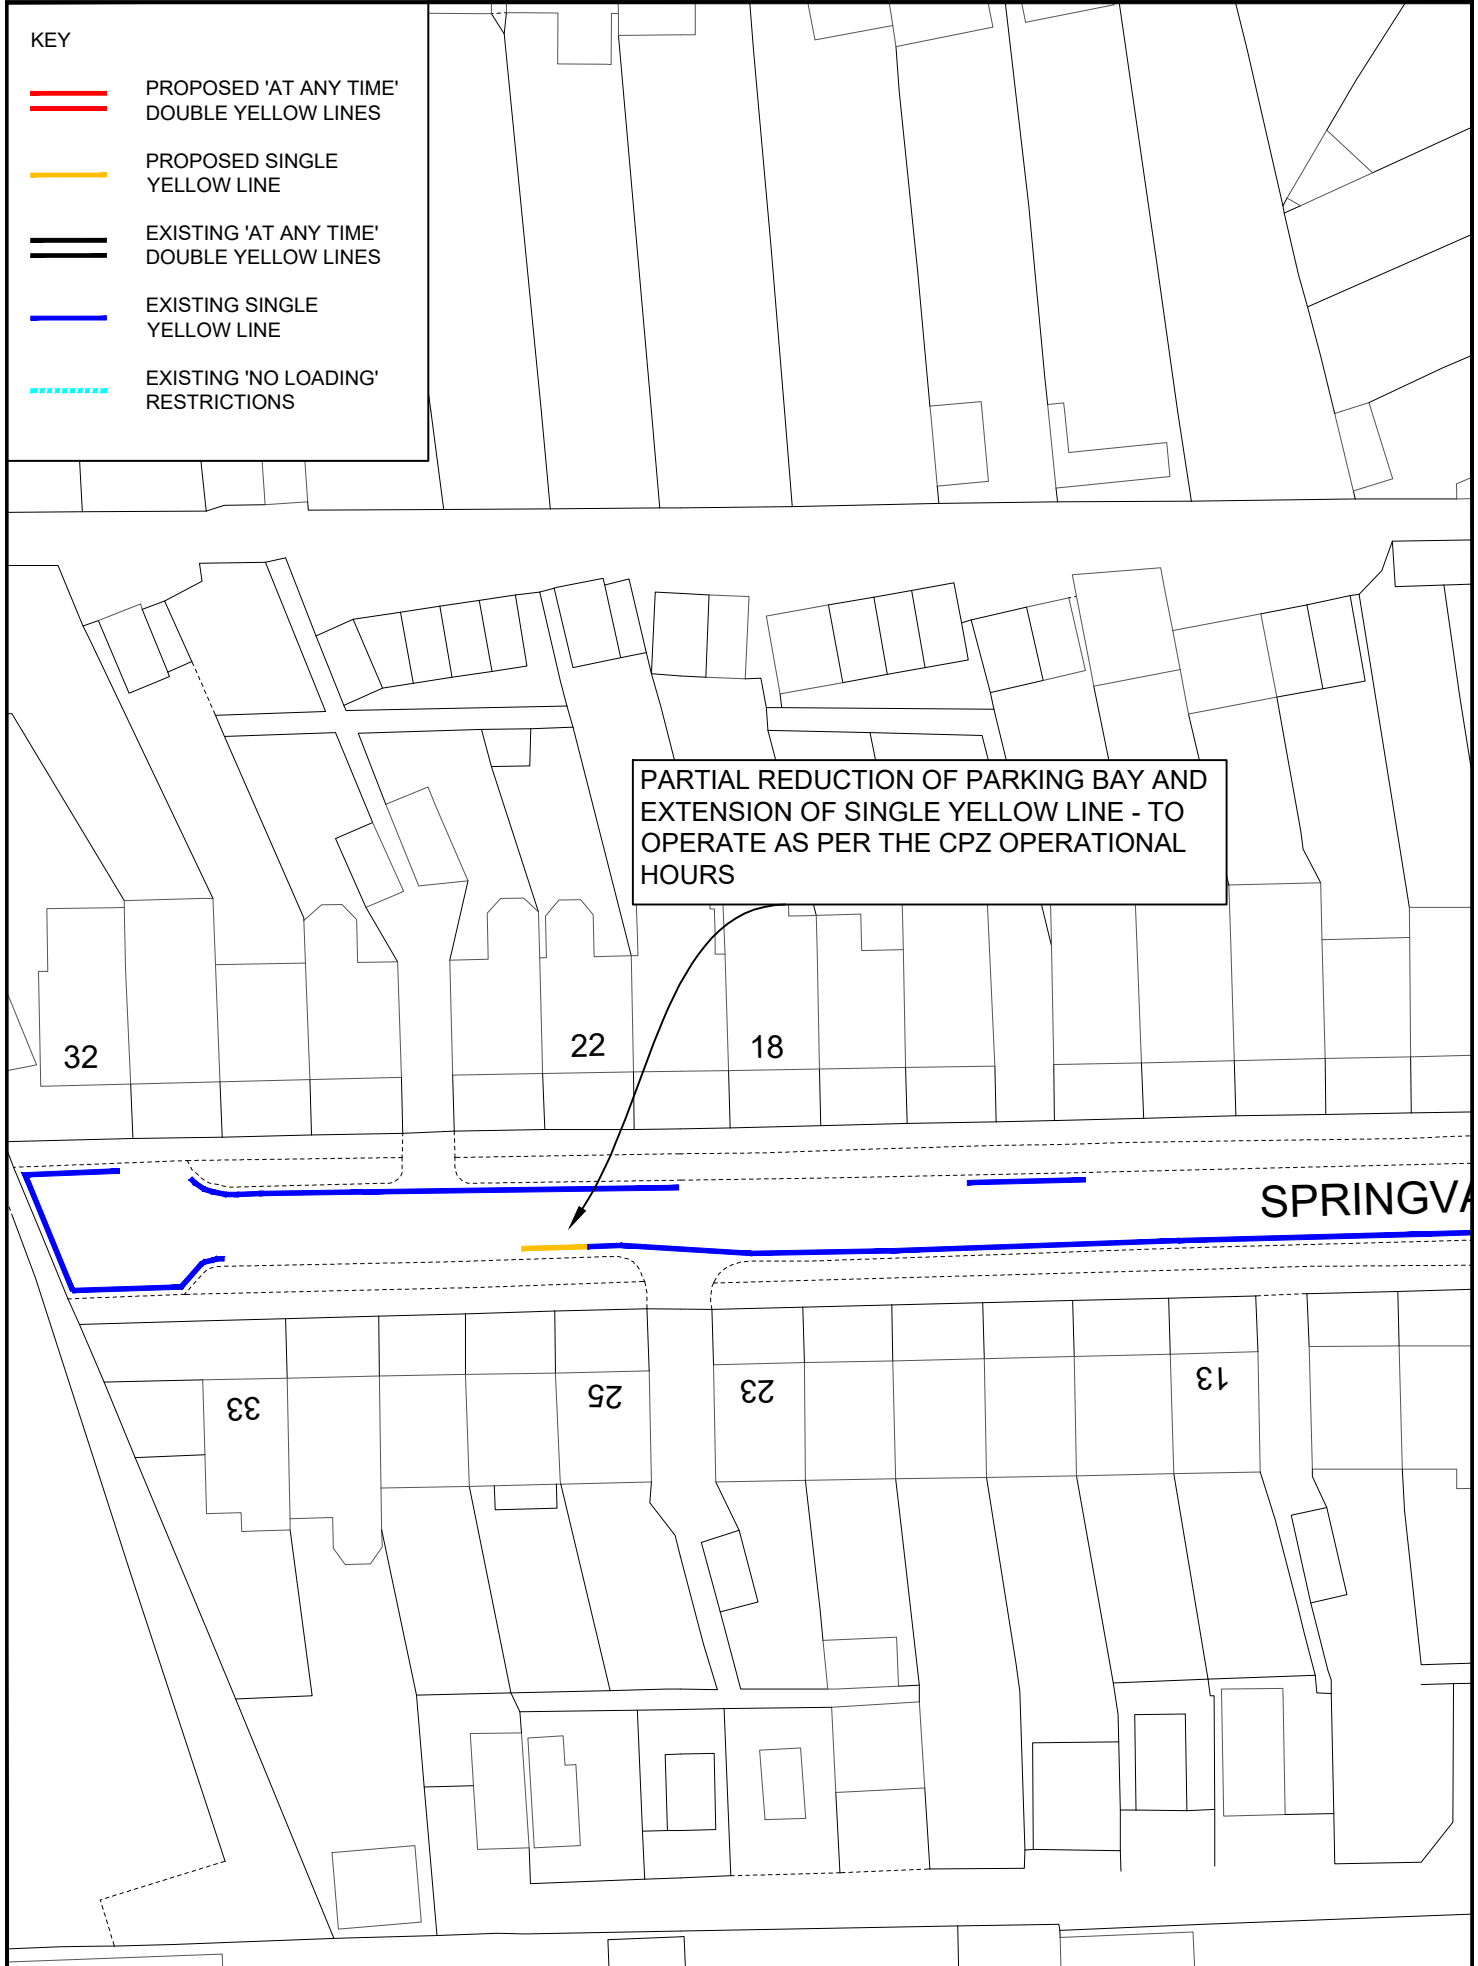 KEY
PROPOSED 'AT ANY TIME'
DOUBLE YELLOW LINES
PROPOSED SINGLE
YELLOW LINE
EXISTING 'AT ANY TIME'
DOUBLE YELLOW LINES
EXISTING SINGLE
YELLOW LINE
EXISTING 'NO LOADING'
RESTRICTIONS
PARTIAL REDUCTION OF PARKING BAY AND
EXTENSION OF SINGLE YELLOW LINE - TO
OPERATE AS PER THE CPZ OPERATIONAL
HOURS
32
22
18
SPRINGVA
33
25
23
13